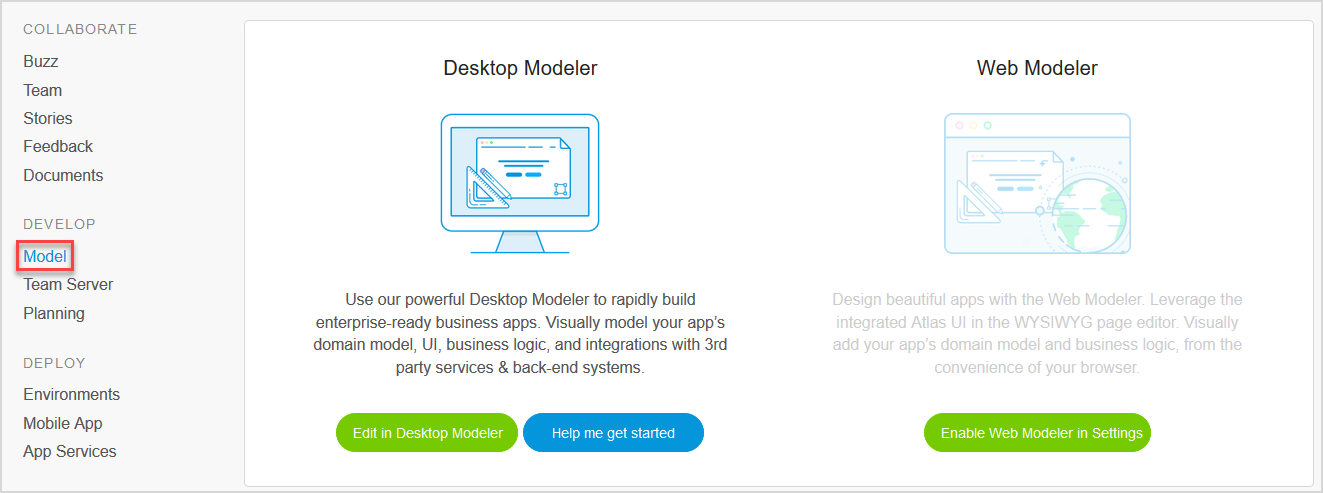 COLLABORATE
Buzz
Team
Stories
Feedback
Documents
DEVELOP
Model
Team Server
Planning
DEPLOY
Environments
Mobile App
App Services
Desktop Modeler
Use our powerful Desktop Modeler to rapidly build
enterprise-ready business apps. Visually model your app’s
domain model, UI, business logic, and integrations with 3rd
party services & back-end systems.
Edit in Desktop Modeler
Help me get started
Web Modeler
Design beautiful apps with the Web Modeler. Leverage the
integrated Atlas UI in the WYSIWYG page editor. Visually
add your app’s domain model and business logic, from the
convenience of your browser.
Enable Web Modeler in Settings